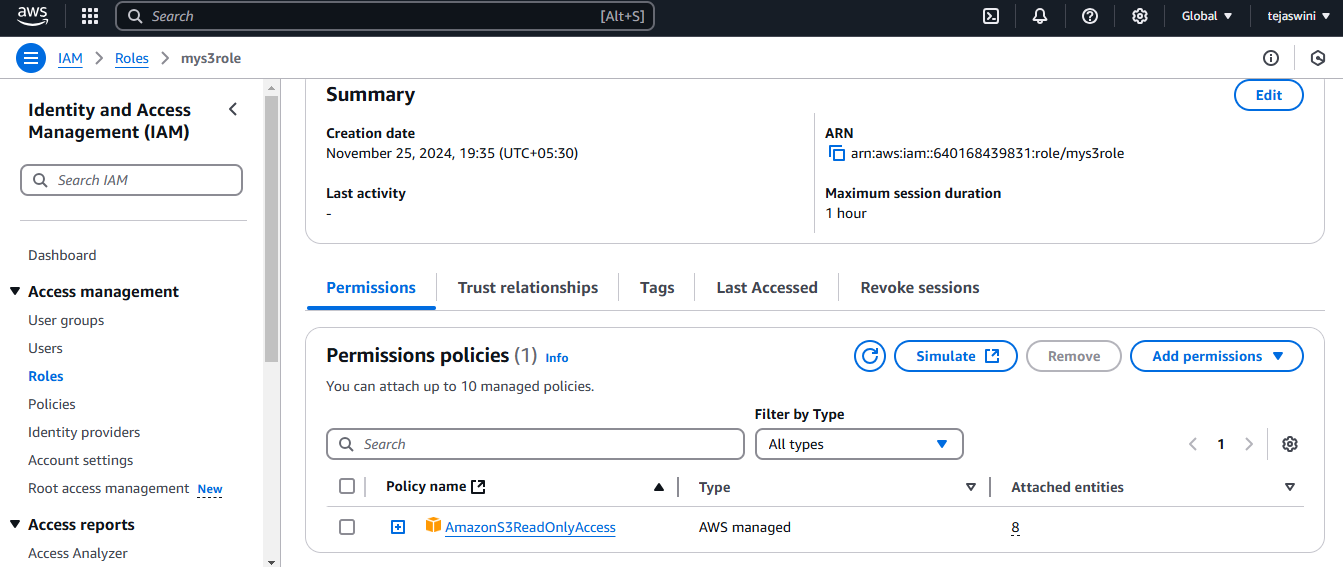 aws
Search [Alt+S]
Global
tejaswini
IAM
Roles
mys3role
Identity and Access
Management (IAM)
Search IAM
Dashboard
Access management
User groups
Users
Roles
Policies
Identity providers
Account settings
Root access management New
Access reports
Access Analyzer
Summary
Edit
Creation date
November 25, 2024, 19:35 (UTC+05:30)
ARN
arn:aws:iam::640168439831:role/mys3role
Last activity
-
Maximum session duration
1 hour
Permissions
Trust relationships
Tags
Last Accessed
Revoke sessions
Permissions policies (1) Info
Simulate
Remove
Add permissions
You can attach up to 10 managed policies.
Filter by Type
Search
All types
1
Policy name
Type
Attached entities
AmazonS3ReadOnlyAccess
AWS managed
8